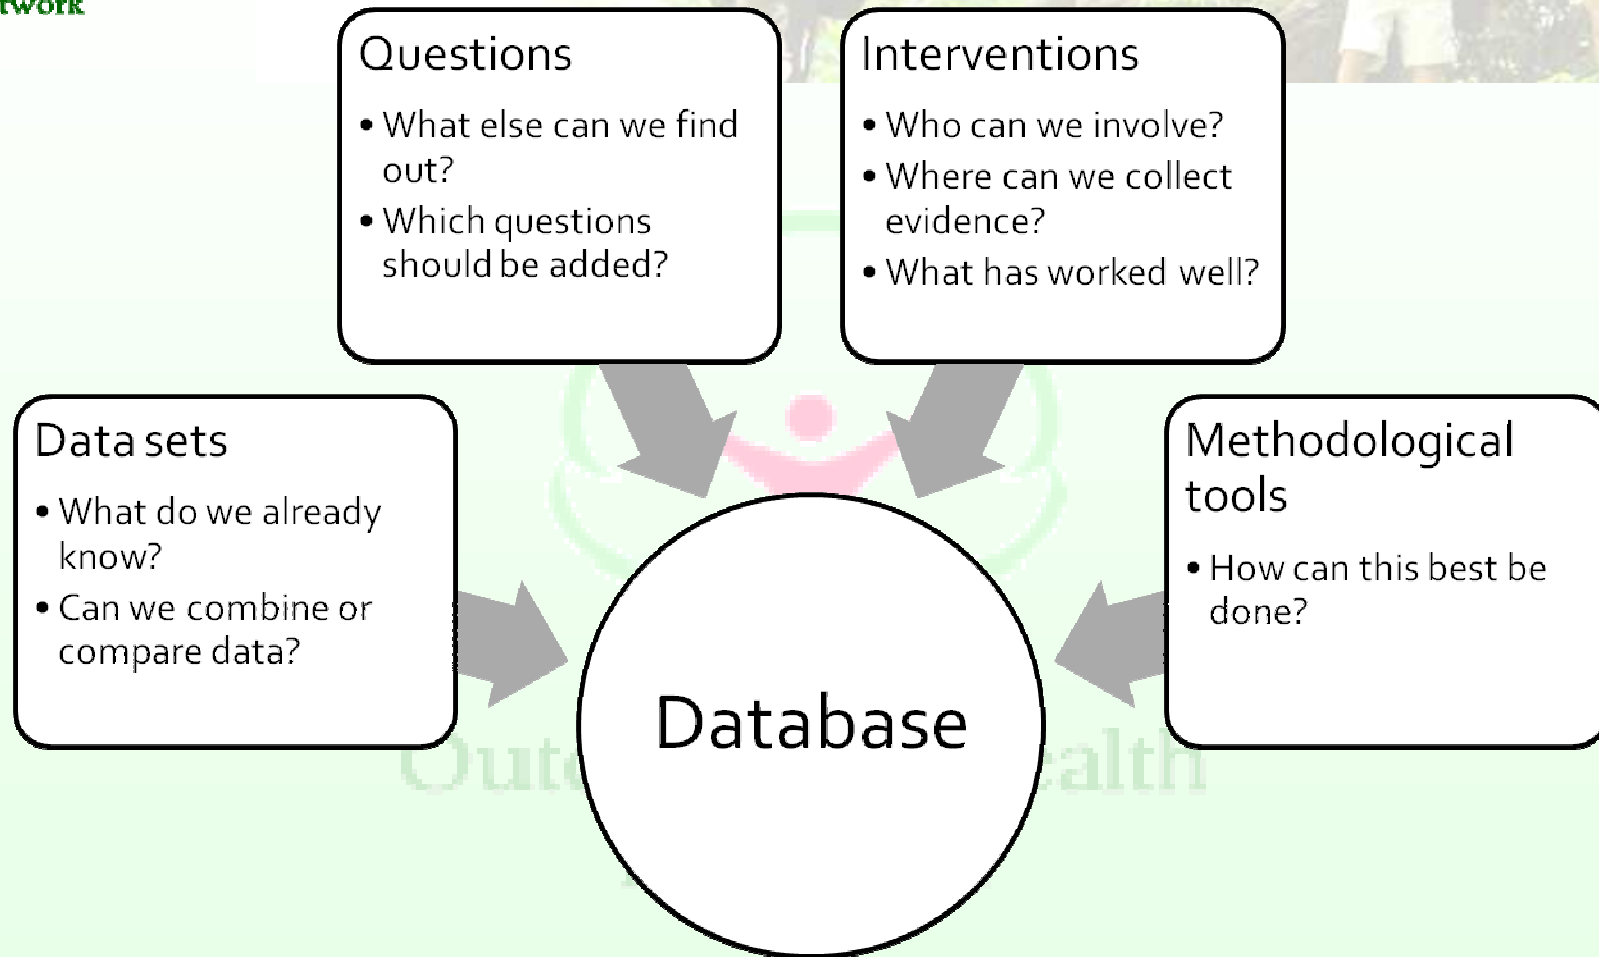 twork
Questions
• What else can we find
out?
• Which questions
should be added?
Interventions
• Who can we involve?
• Where can we collect
evidence?
• What has worked well?
Data sets
• What do we already
know?
• Can we combine or
compare data?
Methodological
tools
• How can this best be
done?
Database